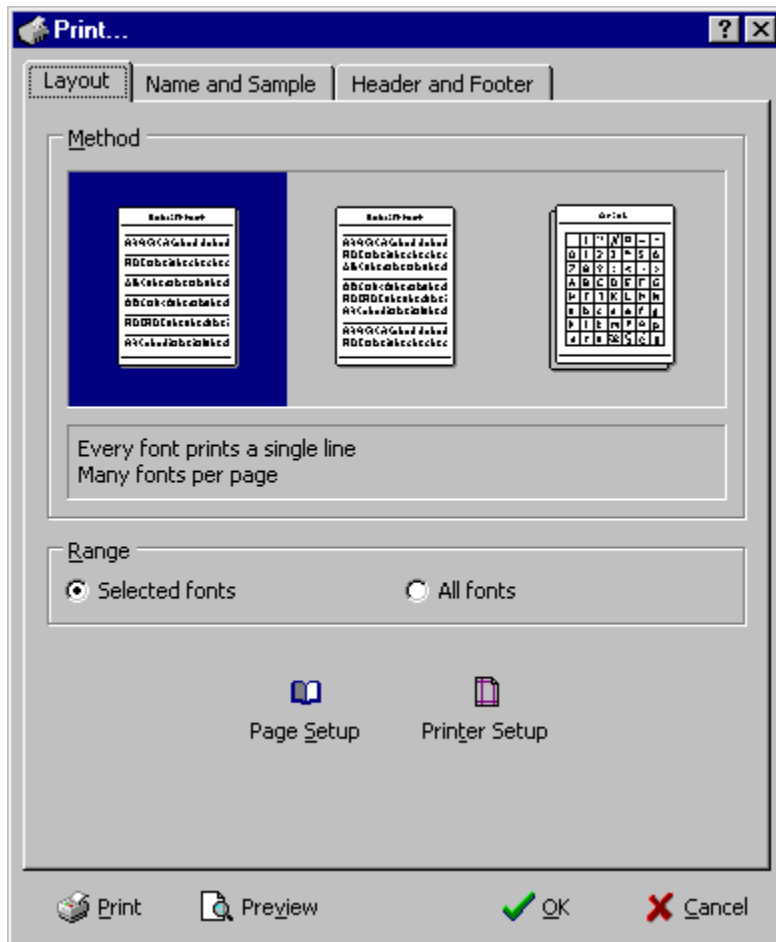 Print...
Layout Name and Sample Header and Footer
Method
Every font prints a single line
Many fonts per page
Range
Selected fonts All fonts
Page Setup Printer Setup
Print Preview OK Cancel